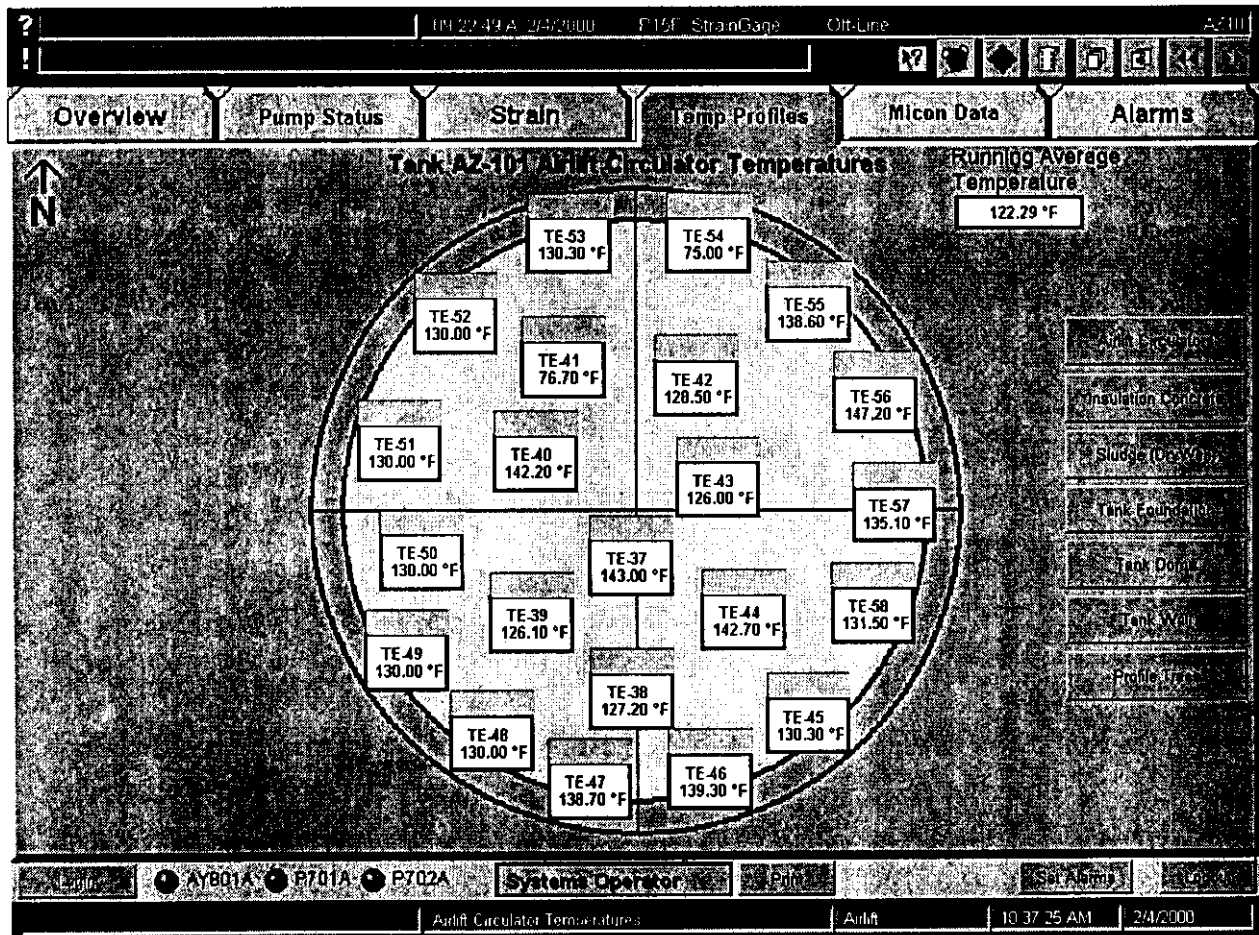 ?
09:22:49 A 2/4/2000 StrainGage Off-Line
!
Overview Pump Status Strain Temp Profiles Micon Data Alarms
Tank AZ-101 Airlift Circulator Temperatures
Running Average
Temperature
122.29 °F
N
TE-53
130.30 °F
TE-54
75.00 °F
TE-52
130.00 °F
TE-55
138.60 °F
TE-41
76.70 °F
TE-42
128.50 °F
TE-56
147.20 °F
TE-51
130.00 °F
TE-40
142.20 °F
TE-43
126.00 °F
TE-57
135.10 °F
TE-50
130.00 °F
TE-37
143.00 °F
TE-39
126.10 °F
TE-44
142.70 °F
TE-58
131.50 °F
TE-49
130.00 °F
TE-38
127.20 °F
TE-48
130.00 °F
TE-45
130.30 °F
TE-47
138.70 °F
TE-46
139.30 °F
Insulation Concrete
Tank Foundation
Tank Dome
Tank Wall
Profile Trees
P701A P702A Systems Operator Print Set Alarms
Airlift Circulator Temperatures Airlift 10:37:25 AM 2/4/2000